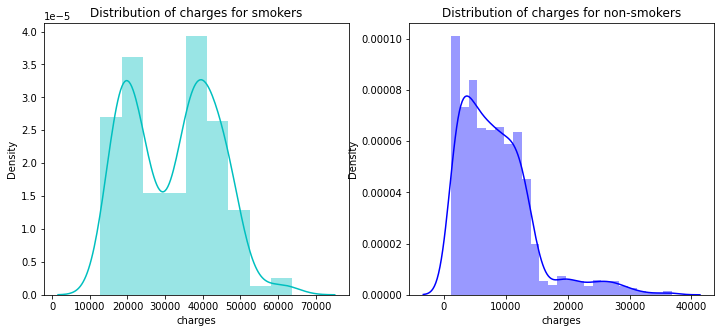 Distribution of charges for smokers
1e−5
4.0
3.5
3.0
2.5
2.0
1.5
1.0
0.5
0.0
Density
0 10000 20000 30000 40000 50000 60000 70000
charges
Distribution of charges for non-smokers
0.00010
0.00008
0.00006
0.00004
0.00002
0.00000
Density
0 10000 20000 30000 40000
charges